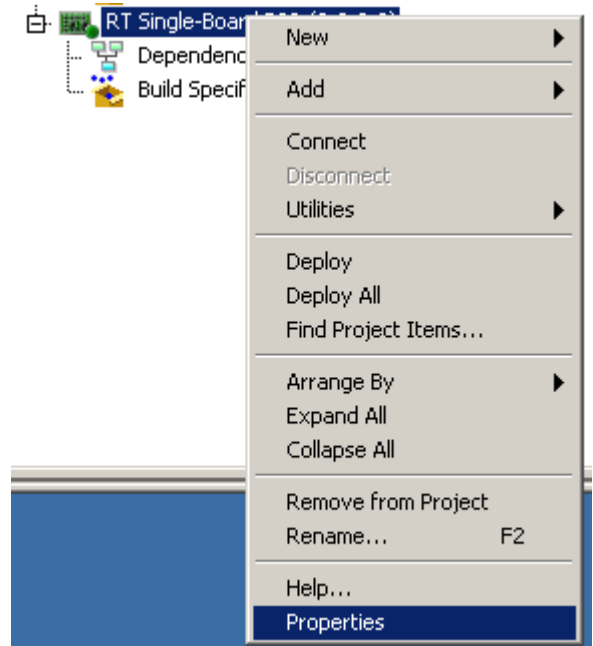 RT Single-Boar
Dependenc
Build Specif
New
Add
Connect
Disconnect
Utilities
Deploy
Deploy All
Find Project Items...
Arrange By
Expand All
Collapse All
Remove from Project
Rename... F2
Help...
Properties